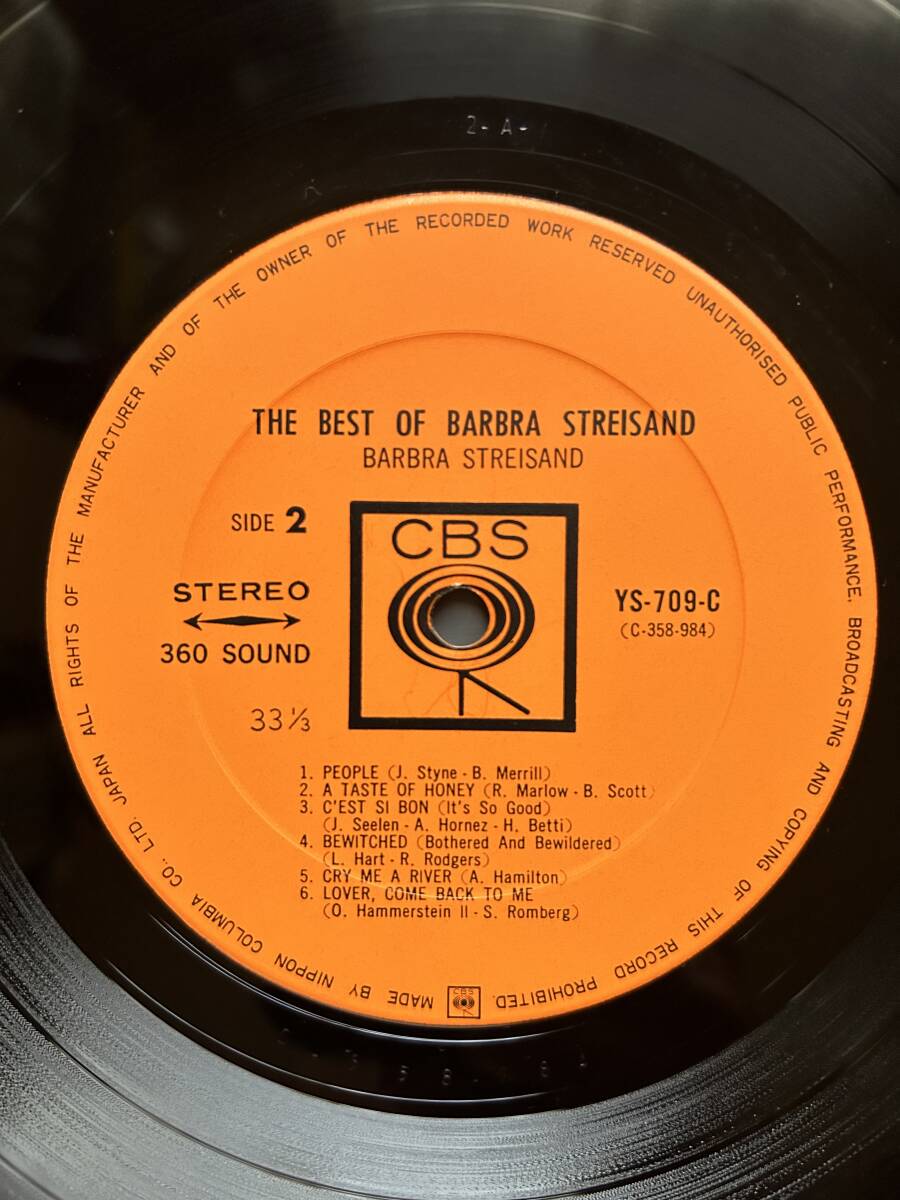 2-A-
MADE BY NIPPON COLUMBIA CO., LTD. JAPAN ALL RIGHTS OF THE MANUFACTURER AND OF THE OWNER OF THE RECORDED WORK RESERVED UNAUTHORISED PUBLIC PERFORMANCE, BROADCASTING AND COPYING OF THIS RECORD PROHIBITED.
THE BEST OF BARBRA STREISAND
BARBRA STREISAND
SIDE 2
CBS
STEREO
360 SOUND
YS-709-C
(C-358-984)
33 1/3
1. PEOPLE (J. Styne - B. Merrill)
2. A TASTE OF HONEY (R. Marlow - B. Scott)
3. C'EST SI BON (It's So Good)
(J. Seelen - A. Hornez - H. Betti)
4. BEWITCHED (Bothered And Bewildered)
(L. Hart - R. Rodgers)
5. CRY ME A RIVER (A. Hamilton)
6. LOVER, COME BACK TO ME
(O. Hammerstein II - S. Romberg)
CBS